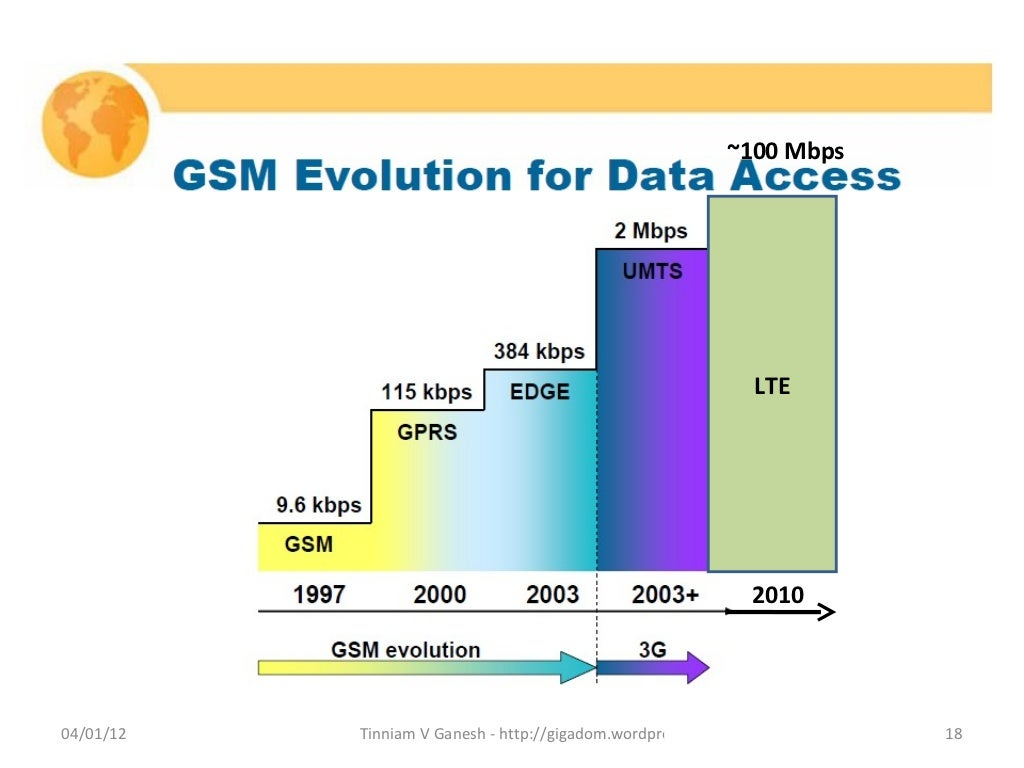 ~100 Mbps
GSM Evolution for Data Access
2 Mbps
UMTS
384 kbps
EDGE
LTE
115 kbps
GPRS
9.6 kbps
GSM
1997 2000 2003 2003+ 2010
GSM evolution 3G
04/01/12 Tinniam V Ganesh - http://gigadom.wordpre 18